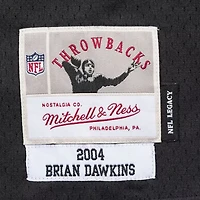 THROWBACKS
NFL
NOSTALGIA CO.
Mitchell & Ness
PHILADELPHIA, PA.
NFL LEGACY
2004
BRIAN DAWKINS